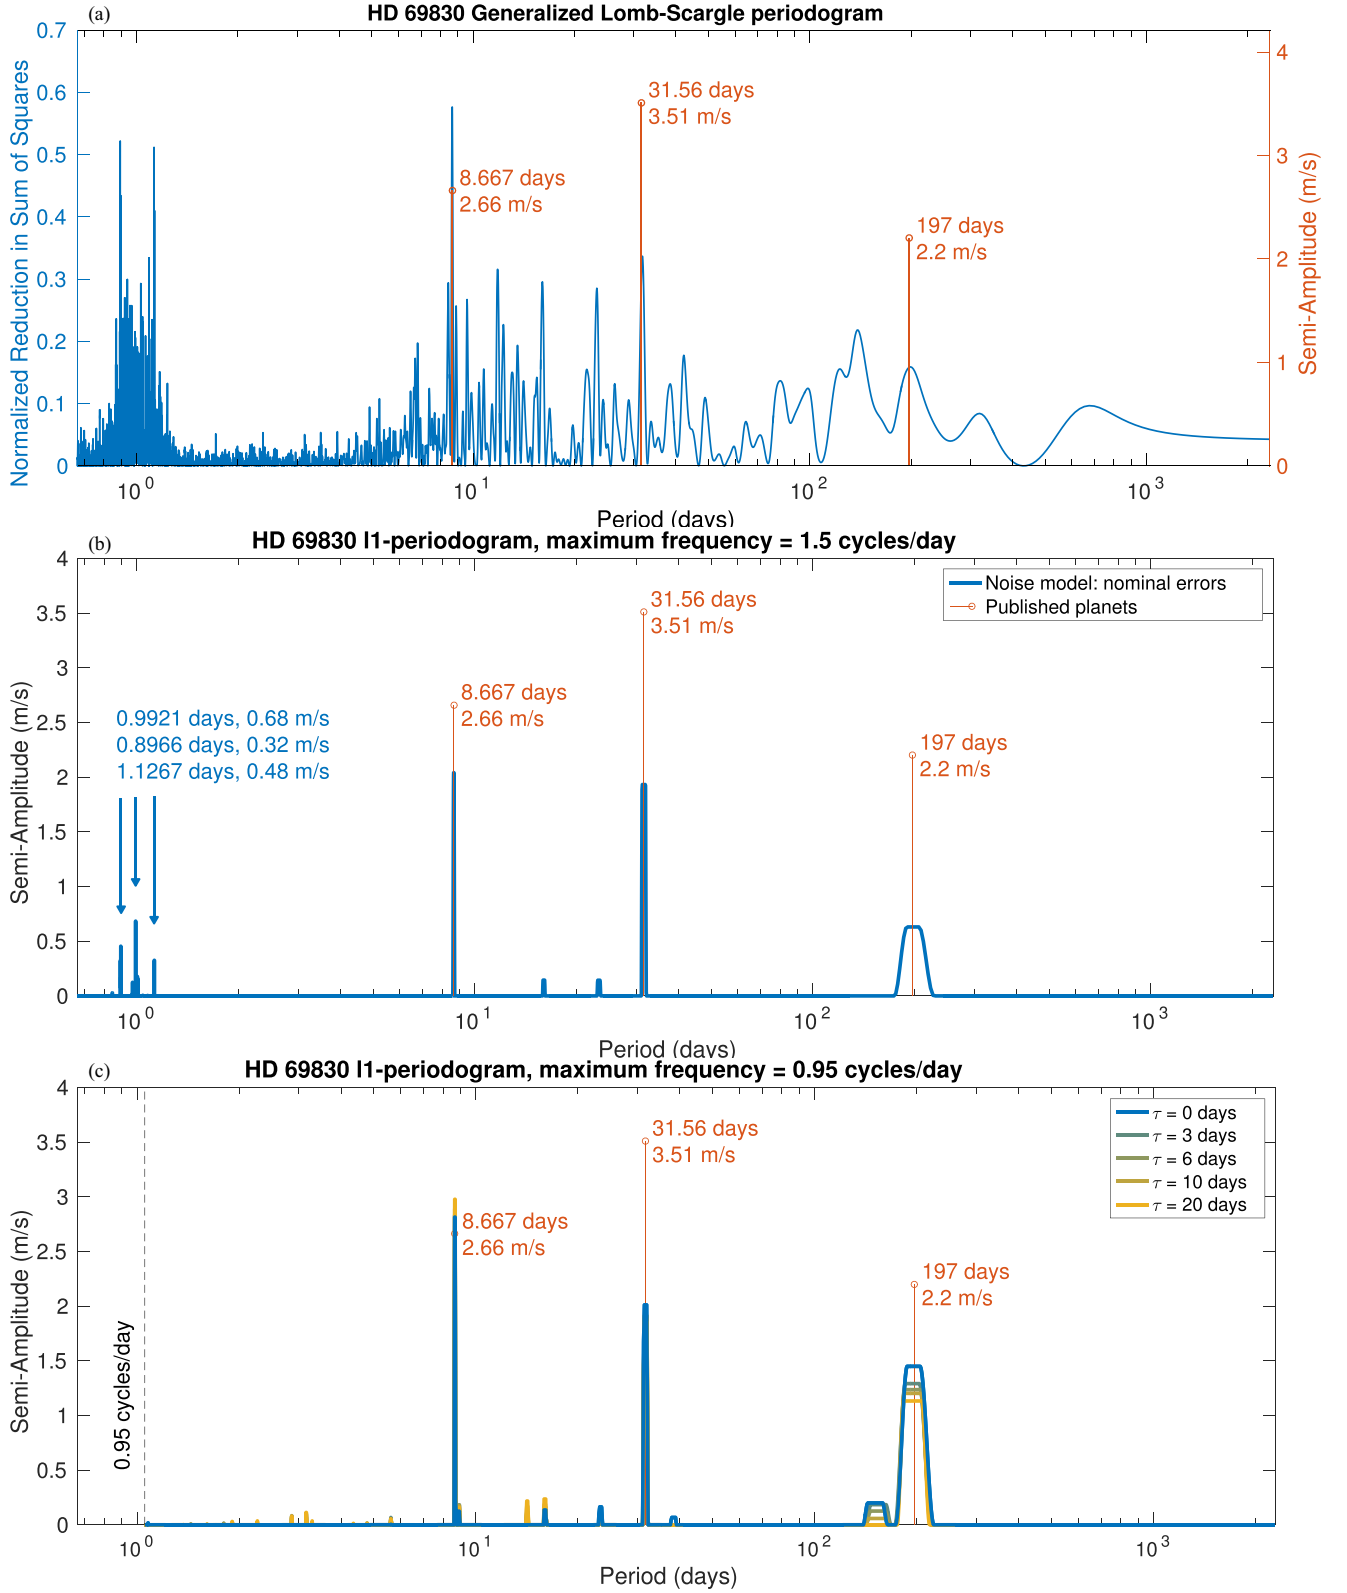 (a)
HD 69830 Generalized Lomb-Scargle periodogram
Normalized Reduction in Sum of Squares
0.7
0.6
0.5
0.4
0.3
0.2
0.1
0
8.667 days
2.66 m/s
31.56 days
3.51 m/s
197 days
2.2 m/s
4
3
2
1
0
Semi-Amplitude (m/s)
10^0
10^1
10^2
10^3
Period (days)
(b)
HD 69830 l1-periodogram, maximum frequency = 1.5 cycles/day
Semi-Amplitude (m/s)
4
3.5
3
2.5
2
1.5
1
0.5
0
Noise model: nominal errors
Published planets
0.9921 days, 0.68 m/s
0.8966 days, 0.32 m/s
1.1267 days, 0.48 m/s
8.667 days
2.66 m/s
31.56 days
3.51 m/s
197 days
2.2 m/s
10^0
10^1
10^2
10^3
Period (days)
(c)
HD 69830 l1-periodogram, maximum frequency = 0.95 cycles/day
Semi-Amplitude (m/s)
4
3.5
3
2.5
2
1.5
1
0.5
0
0.95 cycles/day
8.667 days
2.66 m/s
31.56 days
3.51 m/s
197 days
2.2 m/s
τ = 0 days
τ = 3 days
τ = 6 days
τ = 10 days
τ = 20 days
10^0
10^1
10^2
10^3
Period (days)